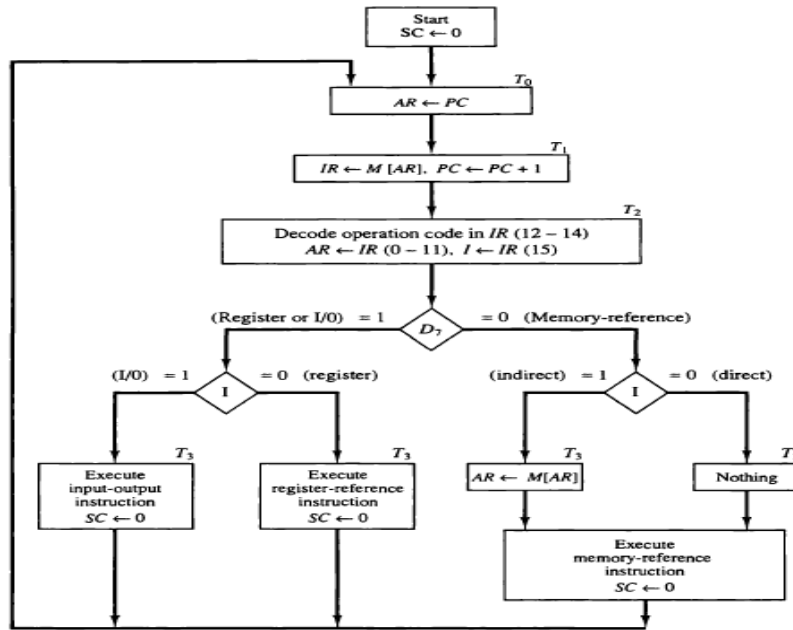 Start
SC ← 0
T₀
AR ← PC
T₁
IR ← M [AR], PC ← PC + 1
T₂
Decode operation code in IR (12 – 14)
AR ← IR (0 – 11), I ← IR (15)
(Register or I/0) = 1
D₇
= 0 (Memory-reference)
(I/0) = 1
I
= 0 (register)
(indirect) = 1
I
= 0 (direct)
T₃
Execute
input-output
instruction
SC ← 0
T₃
Execute
register-reference
instruction
SC ← 0
T₃
AR ← M[AR]
T
Nothing
Execute
memory-reference
instruction
SC ← 0